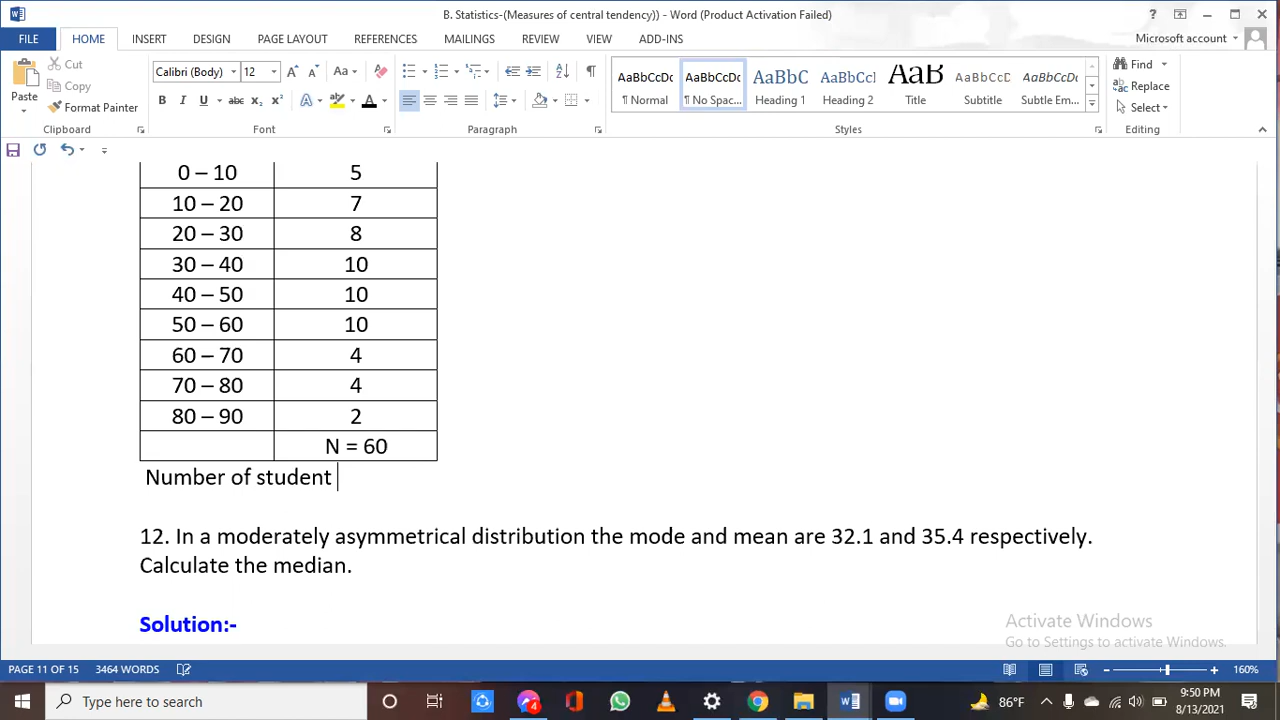 B. Statistics-(Measures of central tendency)) - Word (Product Activation Failed)
FILE HOME INSERT DESIGN PAGE LAYOUT REFERENCES MAILINGS REVIEW VIEW ADD-INS Microsoft account
Paste Cut Copy Format Painter
Calibri (Body) 12
AaBbCcDc AaBbCcDc AaBbC AaBbCcI AaB AaBbCcD AaBbCcDc
¶ Normal ¶ No Spac... Heading 1 Heading 2 Title Subtitle Subtle Em...
Find Replace Select
Clipboard Font Paragraph Styles Editing
0 – 10 5
10 – 20 7
20 – 30 8
30 – 40 10
40 – 50 10
50 – 60 10
60 – 70 4
70 – 80 4
80 – 90 2
N = 60
Number of student
12. In a moderately asymmetrical distribution the mode and mean are 32.1 and 35.4 respectively.
Calculate the median.
Solution:-
Activate Windows
Go to Settings to activate Windows.
PAGE 11 OF 15 3464 WORDS 160%
Type here to search 4 86°F 9:50 PM
8/13/2021